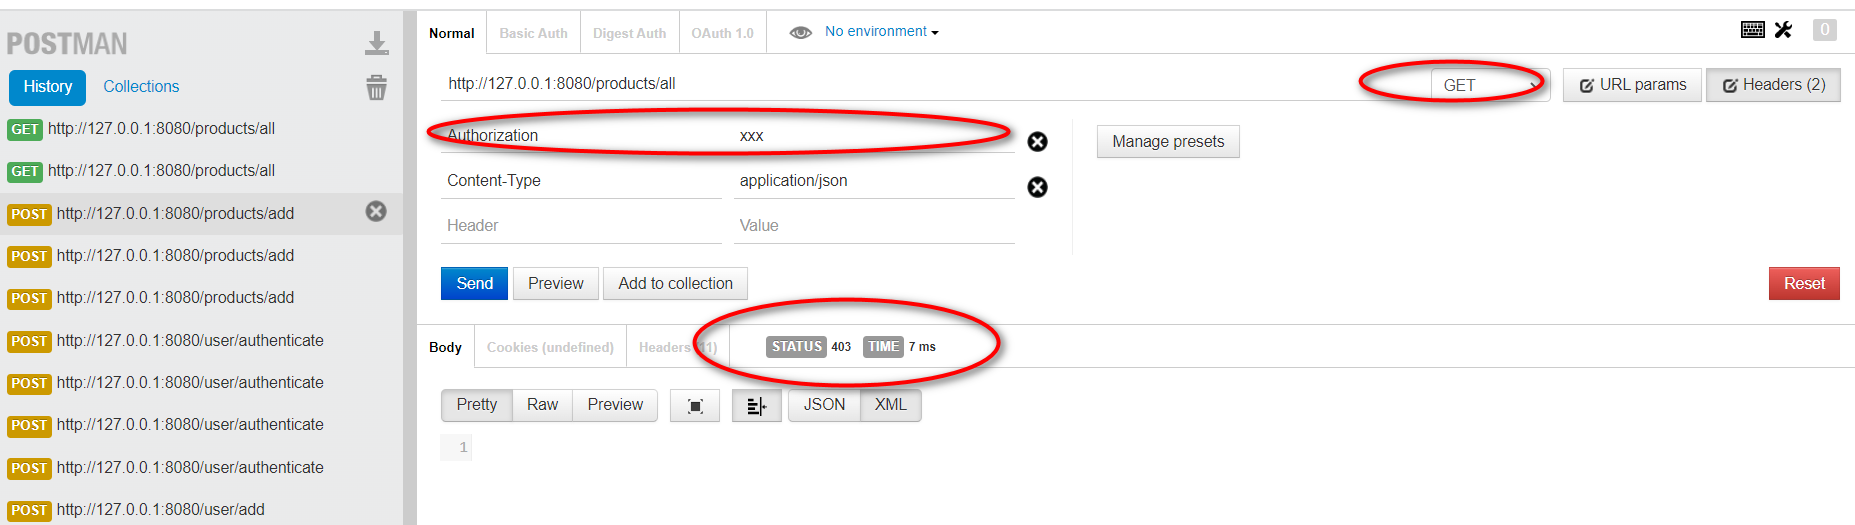 POSTMAN
History Collections
GET http://127.0.0.1:8080/products/all
GET http://127.0.0.1:8080/products/all
POST http://127.0.0.1:8080/products/add
POST http://127.0.0.1:8080/products/add
POST http://127.0.0.1:8080/products/add
POST http://127.0.0.1:8080/user/authenticate
POST http://127.0.0.1:8080/user/authenticate
POST http://127.0.0.1:8080/user/authenticate
POST http://127.0.0.1:8080/user/authenticate
POST http://127.0.0.1:8080/user/add
Normal Basic Auth Digest Auth OAuth 1.0 No environment 0
http://127.0.0.1:8080/products/all GET URL params Headers (2)
Authorization xxx Manage presets
Content-Type application/json
Header Value
Send Preview Add to collection Reset
Body Cookies (undefined) Headers (11) STATUS 403 TIME 7 ms
Pretty Raw Preview JSON XML
1